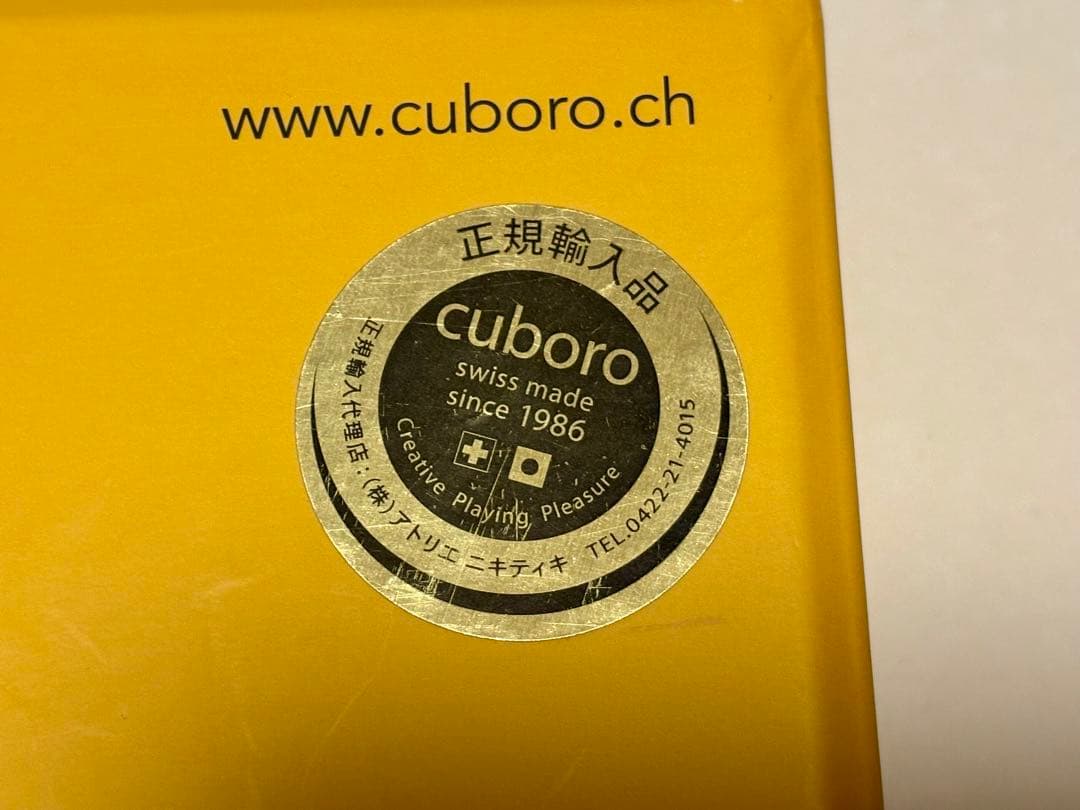 www.cuboro.ch
正規輸入品
cuboro
swiss made
since 1986
Creative Playing Pleasure
正規輸入代理店：(株)アトリエ ニキティキ TEL.0422-21-4015